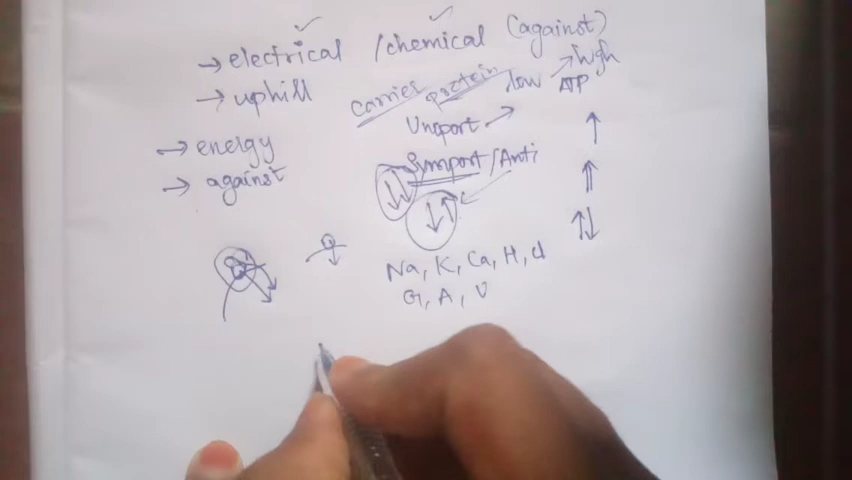 → electrical /chemical (against)
→ uphill carrier protein low → high
ATP
Uniport →
→ energy
Symport /Anti
→ against
Na, K, Ca, H, Cl
G, A, U